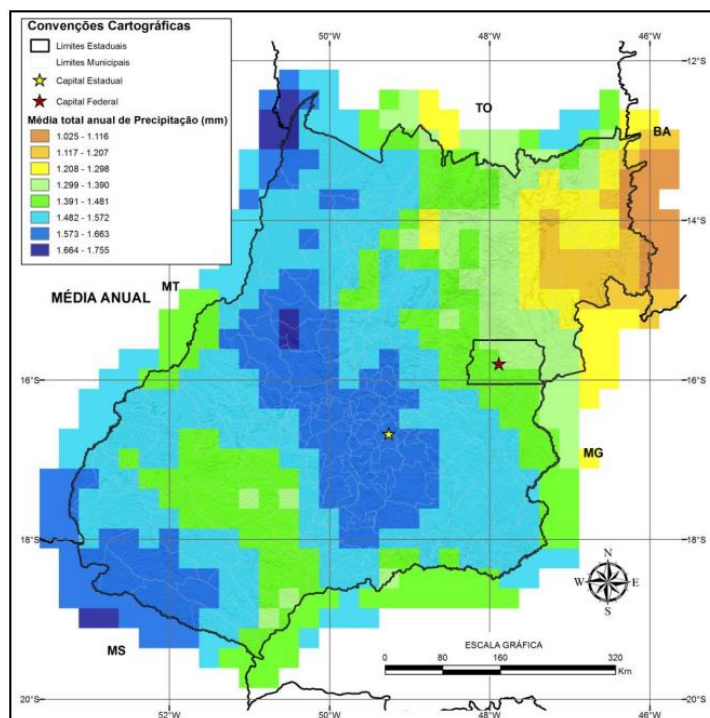 Convenções Cartográficas
Limites Estaduais
Limites Municipais
Capital Estadual
Capital Federal
Média total anual de Precipitação (mm)
1.025 - 1.116
1.117 - 1.207
1.208 - 1.298
1.299 - 1.390
1.391 - 1.481
1.482 - 1.572
1.573 - 1.663
1.664 - 1.755
50°W
48°W
46°W
12°S
TO
BA
14°S
MT
MÉDIA ANUAL
16°S
16°S
MG
18°S
18°S
N
W E
S
MS
ESCALA GRÁFICA
0 80 160 320
Km
20°S
20°S
52°W
50°W
48°W
46°W